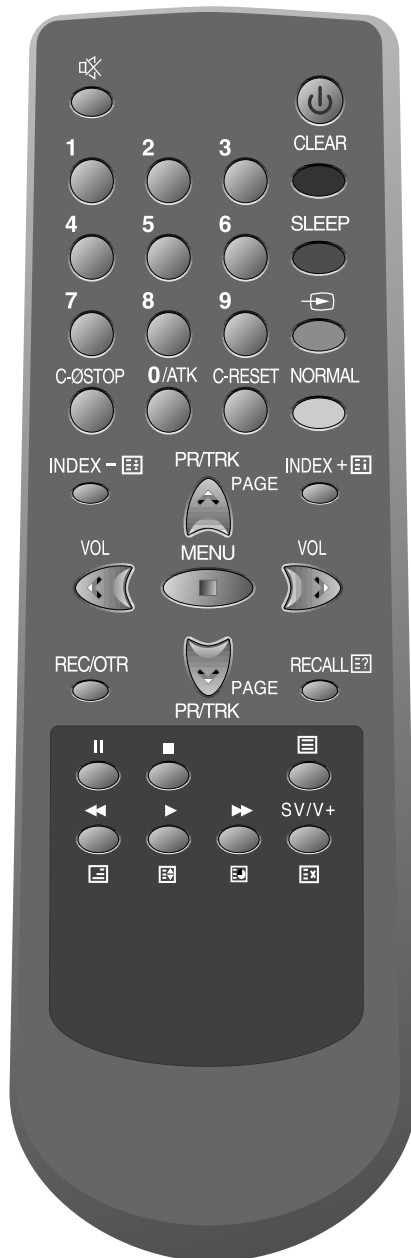 CLEAR
1 2 3
SLEEP
4 5 6
7 8 9
C-ØSTOP 0/ATK C-RESET NORMAL
INDEX - PR/TRK INDEX +
PAGE
VOL MENU VOL
REC/OTR RECALL
PAGE
PR/TRK
SV/V+